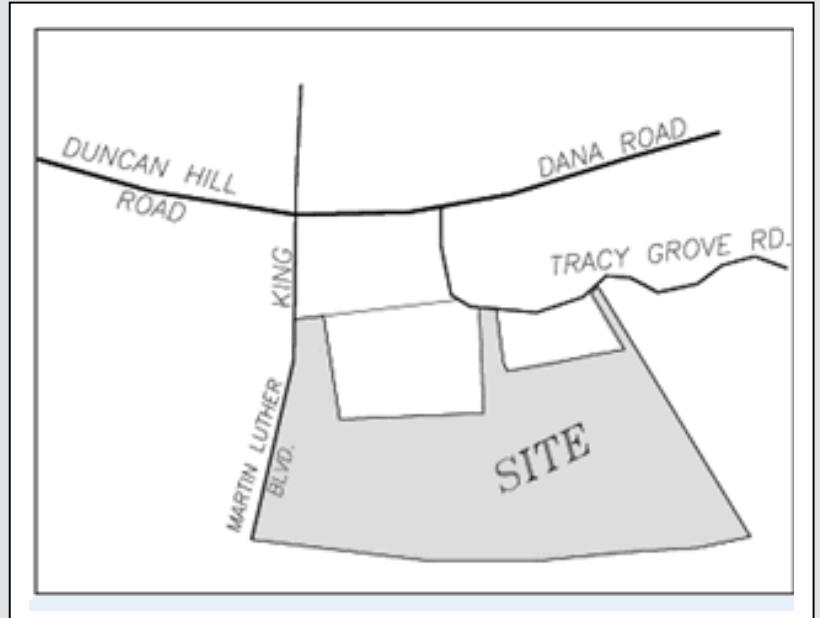 DUNCAN HILL
ROAD
DANA ROAD
TRACY GROVE RD.
KING
MARTIN LUTHER
BLVD.
SITE